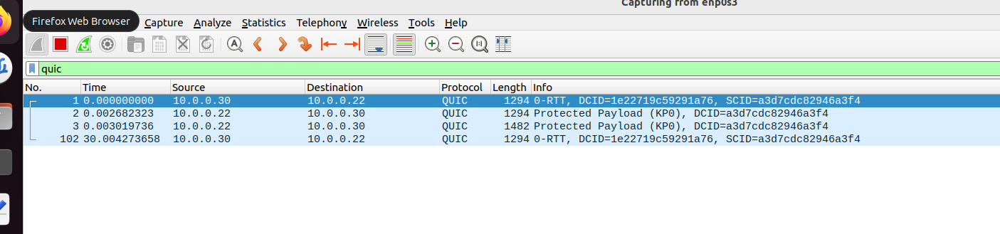 Capturing from enp0s3
Firefox Web Browser Capture Analyze Statistics Telephony Wireless Tools Help
quic
No. Time Source Destination Protocol Length Info
1 0.000000000 10.0.0.30 10.0.0.22 QUIC 1294 0-RTT, DCID=1e22719c59291a76, SCID=a3d7cdc82946a3f4
2 0.002682323 10.0.0.22 10.0.0.30 QUIC 1294 Protected Payload (KP0), DCID=a3d7cdc82946a3f4
3 0.003019736 10.0.0.22 10.0.0.30 QUIC 1482 Protected Payload (KP0), DCID=a3d7cdc82946a3f4
102 30.004273658 10.0.0.30 10.0.0.22 QUIC 1294 0-RTT, DCID=1e22719c59291a76, SCID=a3d7cdc82946a3f4